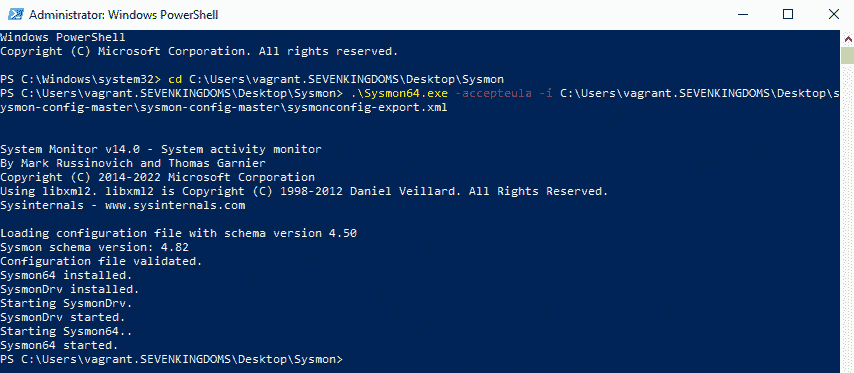 Administrator: Windows PowerShell
Windows PowerShell
Copyright (C) Microsoft Corporation. All rights reserved.
PS C:\Windows\system32> cd C:\Users\vagrant.SEVENKINGDOMS\Desktop\Sysmon
PS C:\Users\vagrant.SEVENKINGDOMS\Desktop\Sysmon> .\Sysmon64.exe -accepteula -i C:\Users\vagrant.SEVENKINGDOMS\Desktop\s
ysmon-config-master\sysmon-config-master\sysmonconfig-export.xml
System Monitor v14.0 - System activity monitor
By Mark Russinovich and Thomas Garnier
Copyright (C) 2014-2022 Microsoft Corporation
Using libxml2. libxml2 is Copyright (C) 1998-2012 Daniel Veillard. All Rights Reserved.
Sysinternals - www.sysinternals.com
Loading configuration file with schema version 4.50
Sysmon schema version: 4.82
Configuration file validated.
Sysmon64 installed.
SysmonDrv installed.
Starting SysmonDrv.
SysmonDrv started.
Starting Sysmon64..
Sysmon64 started.
PS C:\Users\vagrant.SEVENKINGDOMS\Desktop\Sysmon>